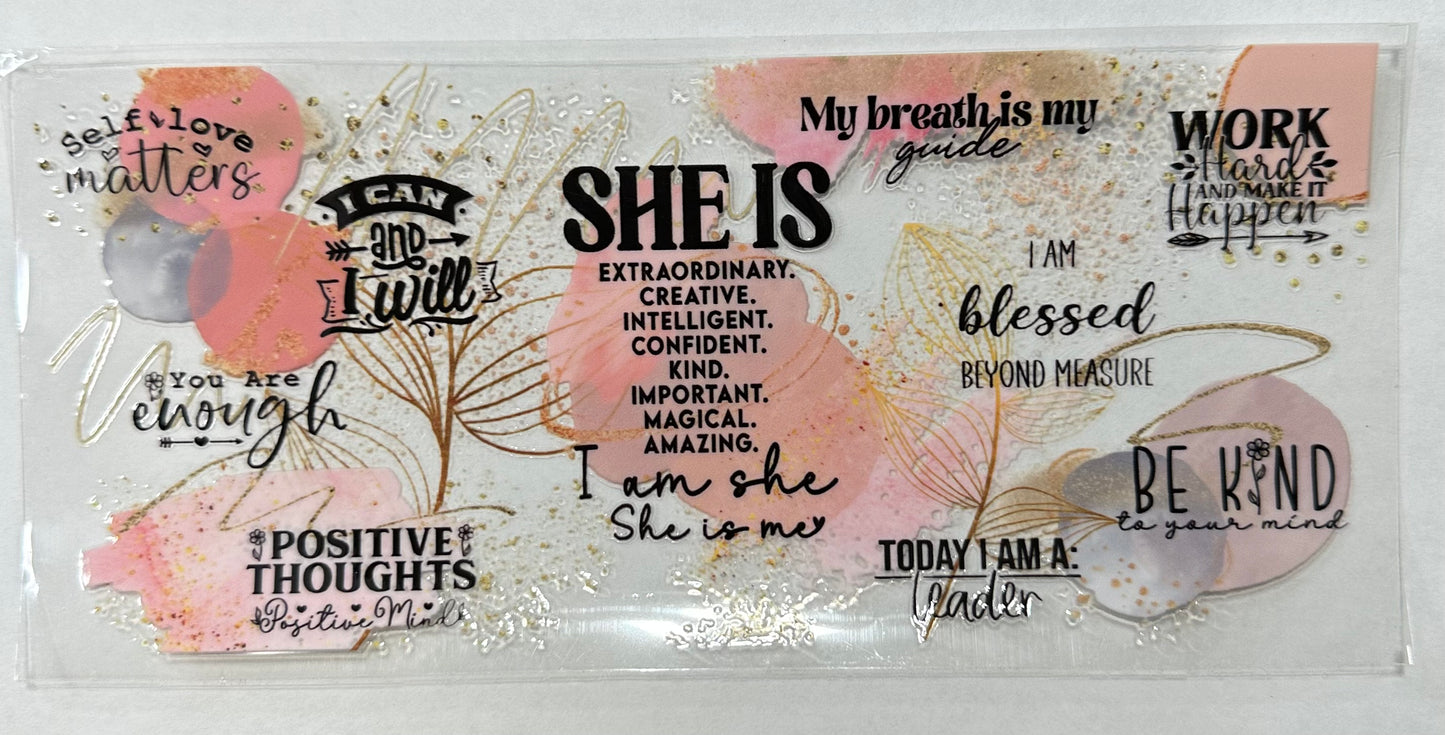 Self love
matters
I CAN
and
I will
You Are
enough
POSITIVE
THOUGHTS
Positive Mind
SHE IS
EXTRAORDINARY.
CREATIVE.
INTELLIGENT.
CONFIDENT.
KIND.
IMPORTANT.
MAGICAL.
AMAZING.
I am she
She is me
My breath is my
guide
WORK
Hard
AND MAKE IT
Happen
I AM
blessed
BEYOND MEASURE
BE KIND
to your mind
TODAY I AM A:
leader